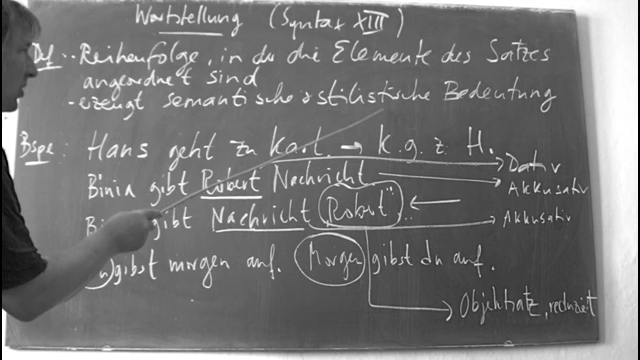 Wortstellung (Syntax XIII)
Def.: - Reihenfolge, in der die Elemente des Satzes
angeordnet sind
- erzeugt semantische & stilistische Bedeutung
Bspe: Hans geht zu Karl. → K. g. z. H.
Dativ
Binia gibt Robert Nachricht
Akkusativ
gibt Nachricht "Robert"...
Akkusativ
gibst morgen auf. Morgen gibst du auf.
Objektsatz, reduziert